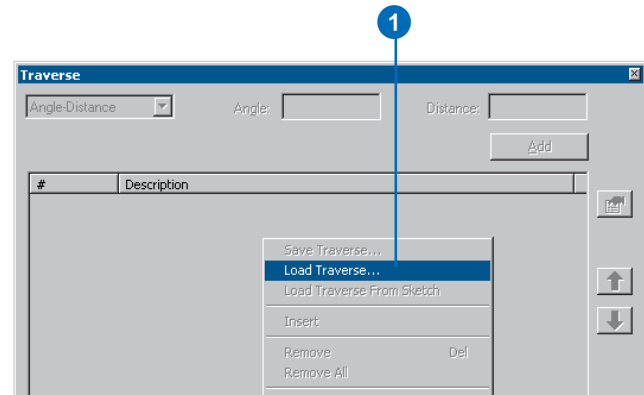 1
Traverse
Angle-Distance Angle: Distance:
Add
# Description
Save Traverse...
Load Traverse...
Load Traverse From Sketch
Insert
Remove Del
Remove All